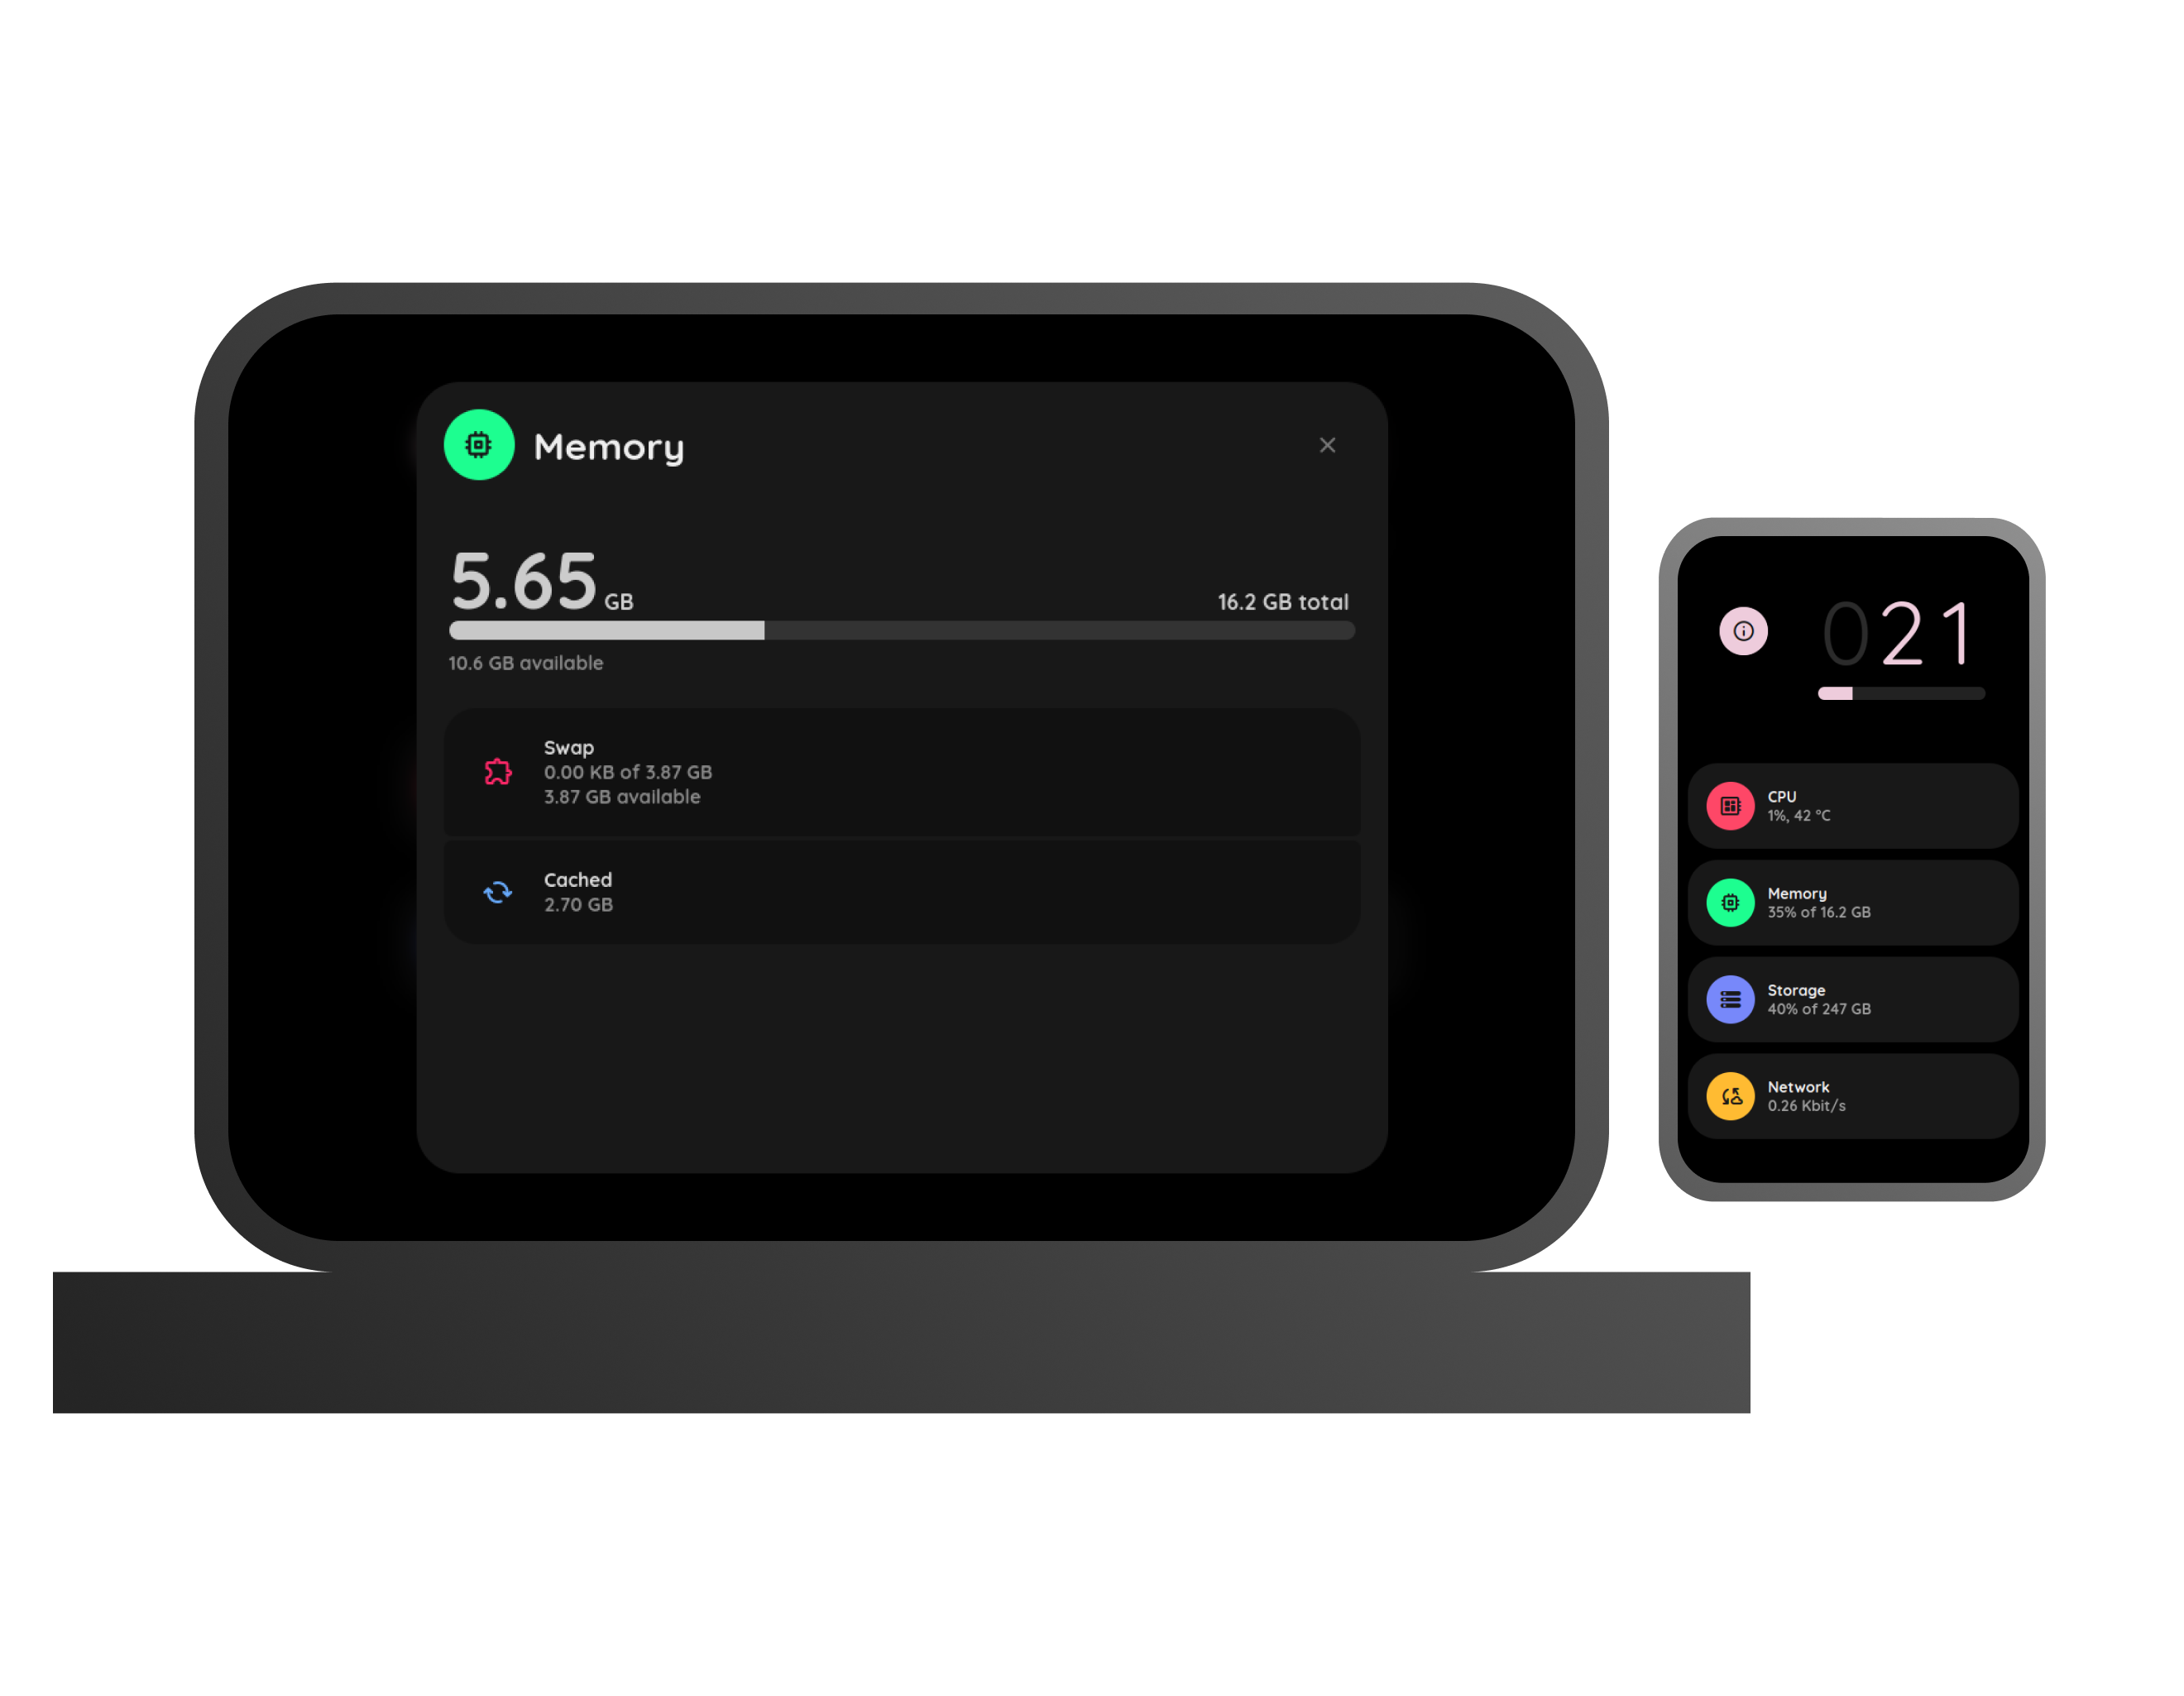 Memory
5.65 GB
16.2 GB total
10.6 GB available
Swap
0.00 KB of 3.87 GB
3.87 GB available
Cached
2.70 GB
021
CPU
1%, 42 °C
Memory
35% of 16.2 GB
Storage
40% of 247 GB
Network
0.26 Kbit/s